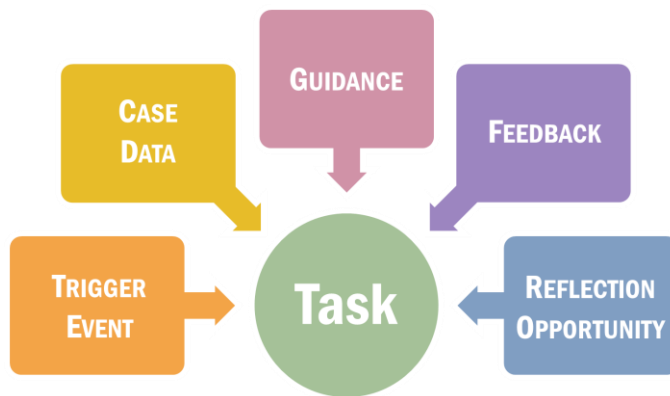 GUIDANCE
CASE
DATA
FEEDBACK
TRIGGER
EVENT
Task
REFLECTION
OPPORTUNITY